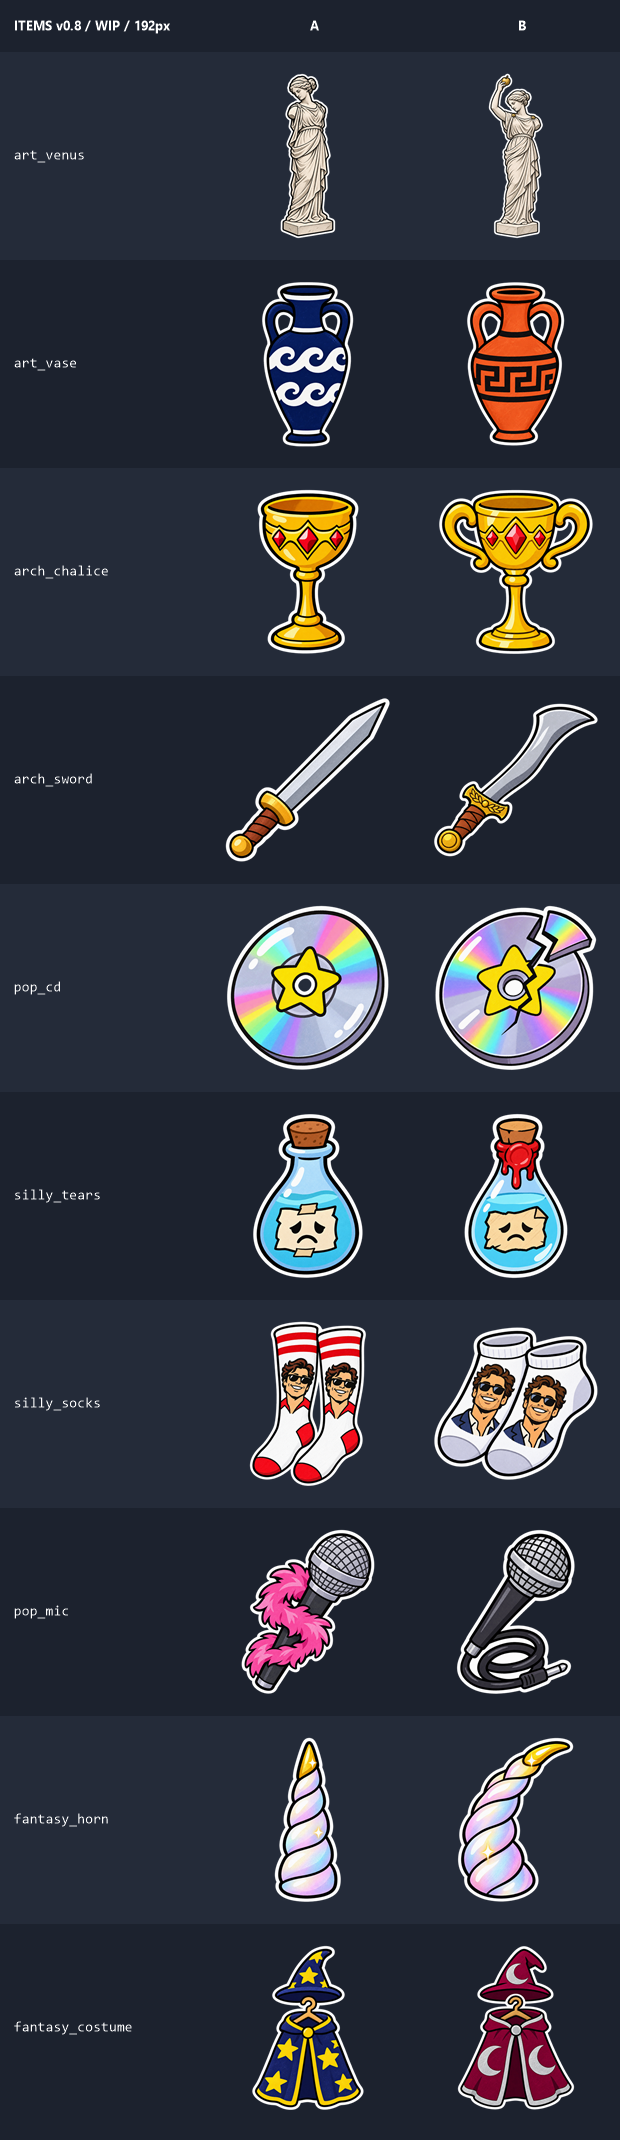 ITEMS v0.8 / WIP / 192px A B
art_venus
art_vase
arch_chalice
arch_sword
pop_cd
silly_tears
silly_socks
pop_mic
fantasy_horn
fantasy_costume